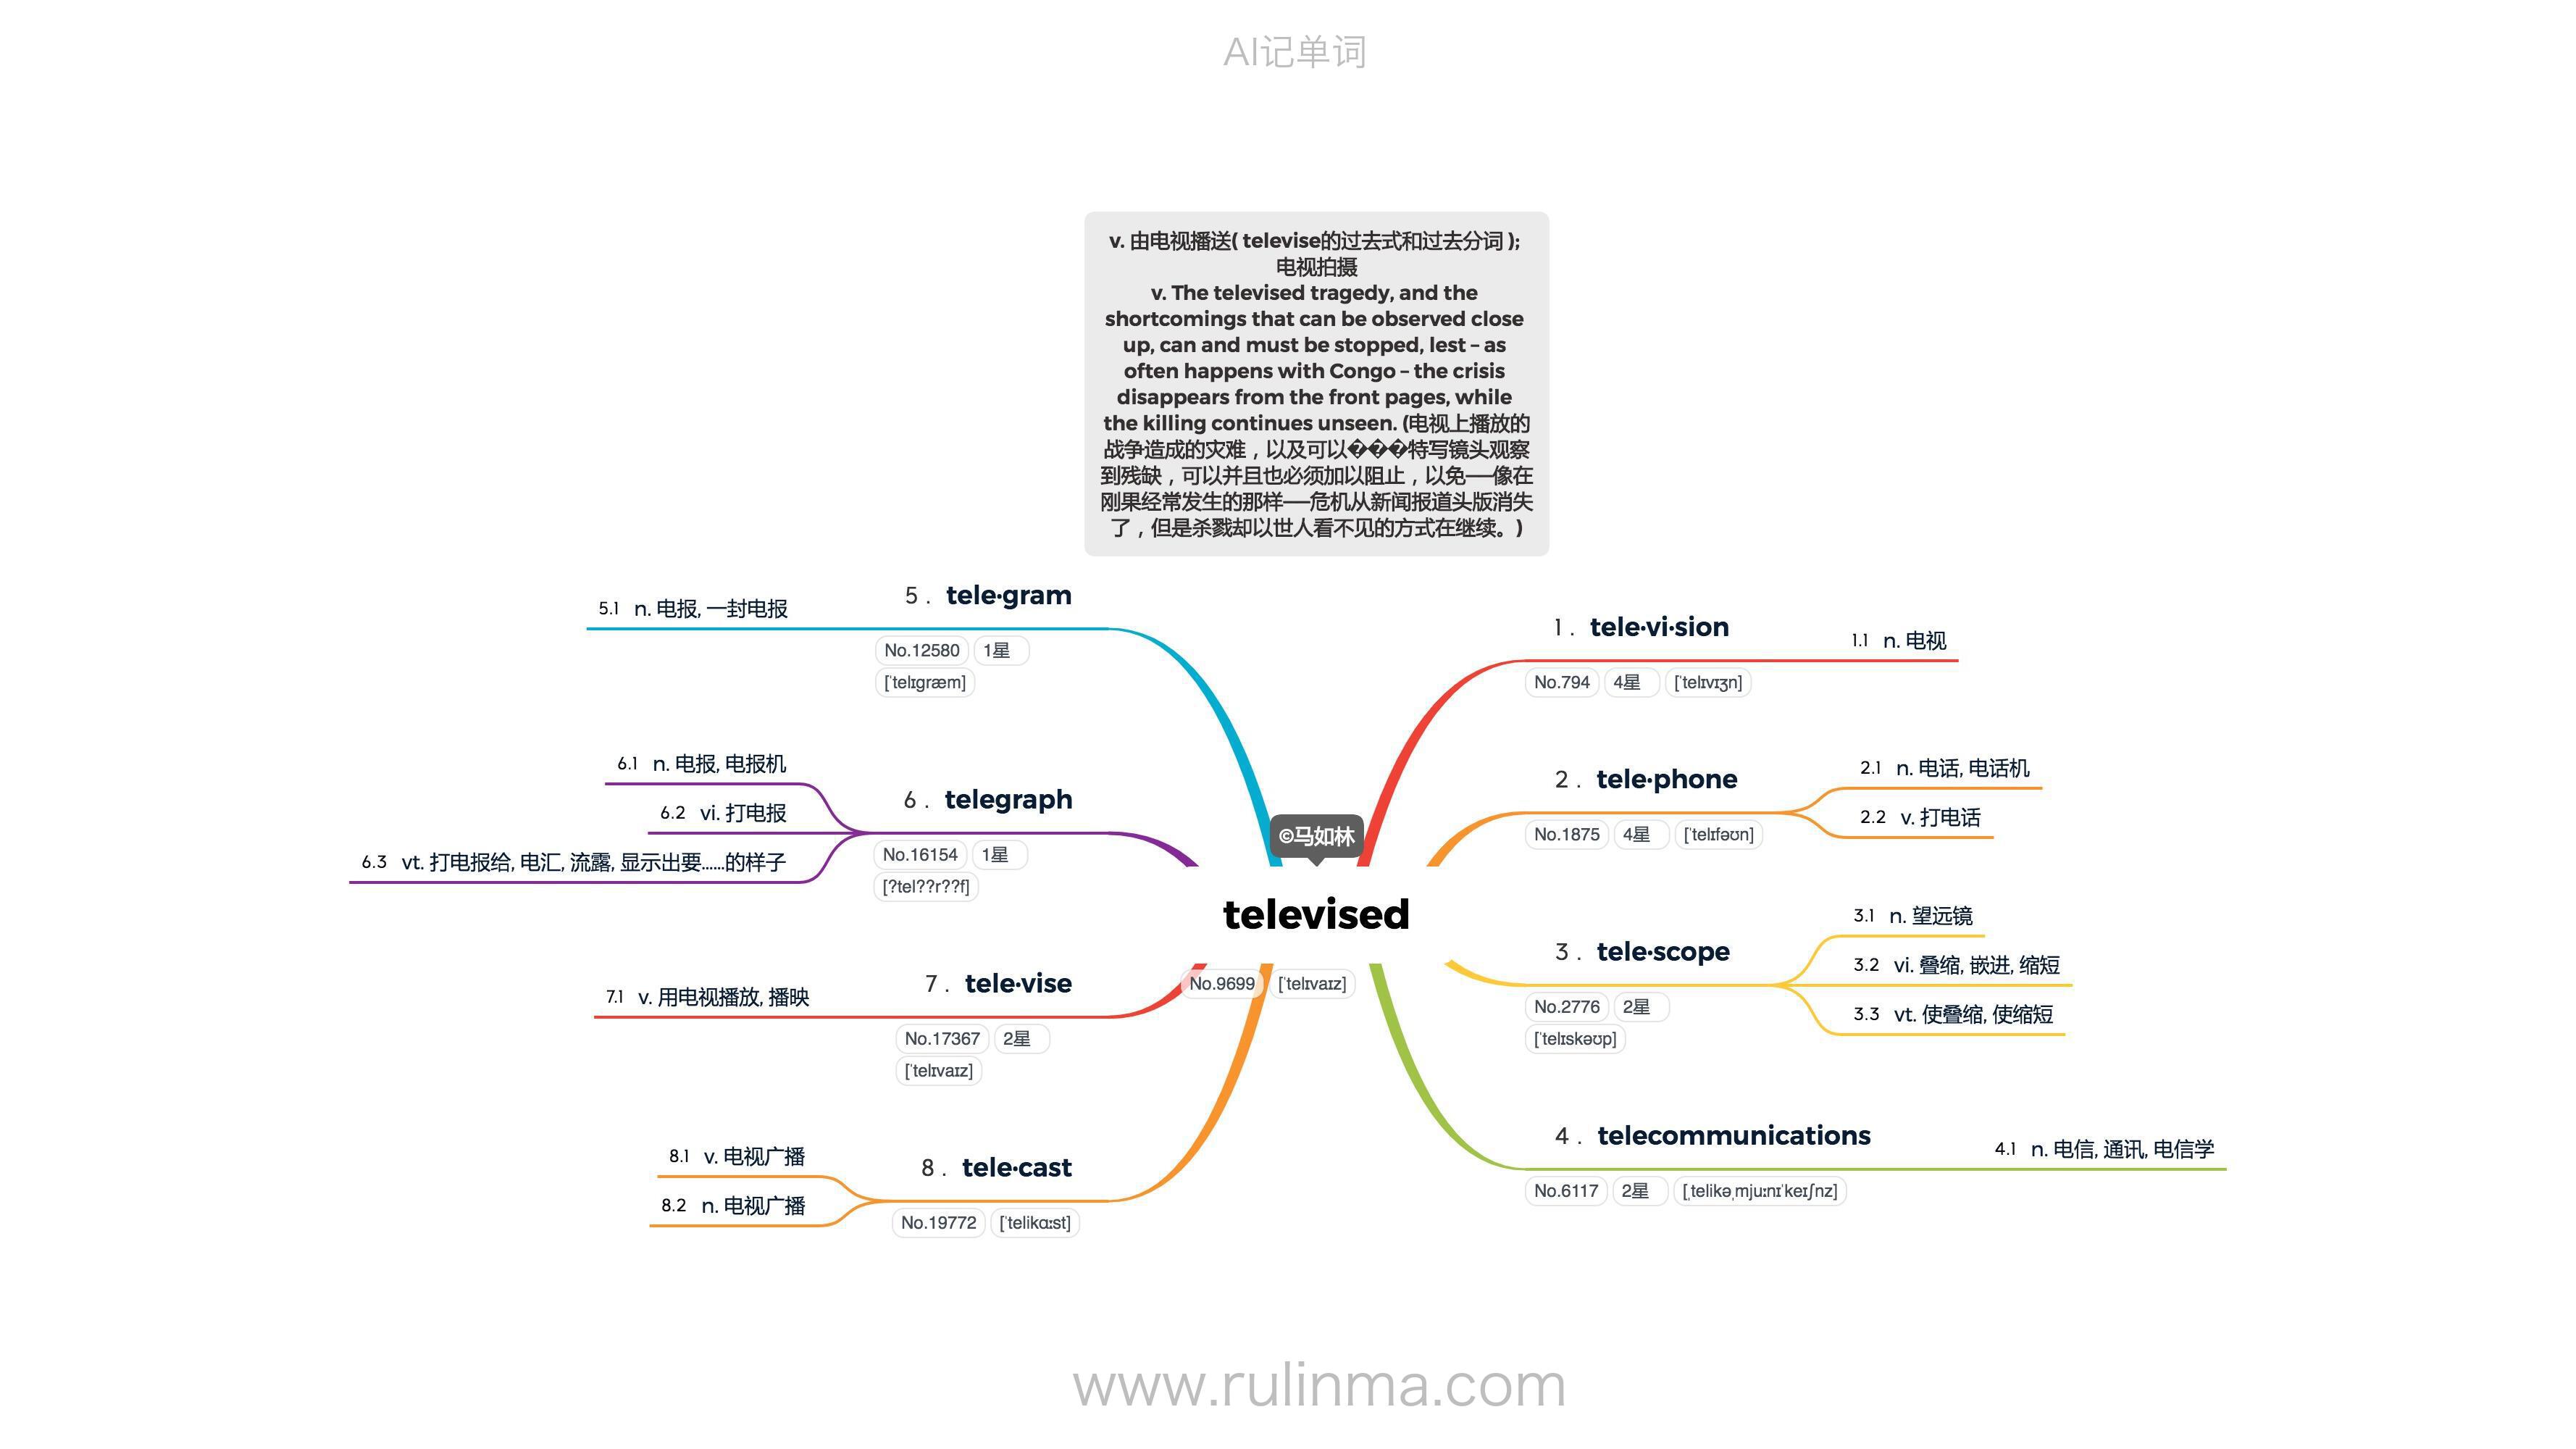 AI记单词
v. 由电视播送( televise的过去式和过去分词 );
电视拍摄
v. The televised tragedy, and the
shortcomings that can be observed close
up, can and must be stopped, lest – as
often happens with Congo – the crisis
disappears from the front pages, while
the killing continues unseen. (电视上播放的
战争造成的灾难，以及可以���特写镜头观察
到残缺，可以并且也必须加以阻止，以免──像在
刚果经常发生的那样──危机从新闻报道头版消失
了，但是杀戮却以世人看不见的方式在继续。)
©马如林
televised
No.9699 [ˈtelɪvaɪz]
1 . tele·vi·sion
No.794 4星 [ˈtelɪvɪʒn]
1.1 n. 电视
2 . tele·phone
No.1875 4星 [ˈtelɪfəʊn]
2.1 n. 电话, 电话机
2.2 v. 打电话
3 . tele·scope
No.2776 2星
[ˈtelɪskəʊp]
3.1 n. 望远镜
3.2 vi. 叠缩, 嵌进, 缩短
3.3 vt. 使叠缩, 使缩短
4 . telecommunications
No.6117 2星 [ˌtelikəˌmjuːnɪˈkeɪʃnz]
4.1 n. 电信, 通讯, 电信学
5 . tele·gram
No.12580 1星
[ˈtelɪɡræm]
5.1 n. 电报, 一封电报
6 . telegraph
No.16154 1星
[?tel??r??f]
6.1 n. 电报, 电报机
6.2 vi. 打电报
6.3 vt. 打电报给, 电汇, 流露, 显示出要……的样子
7 . tele·vise
No.17367 2星
[ˈtelɪvaɪz]
7.1 v. 用电视播放, 播映
8 . tele·cast
No.19772 [ˈtelikɑːst]
8.1 v. 电视广播
8.2 n. 电视广播
www.rulinma.com